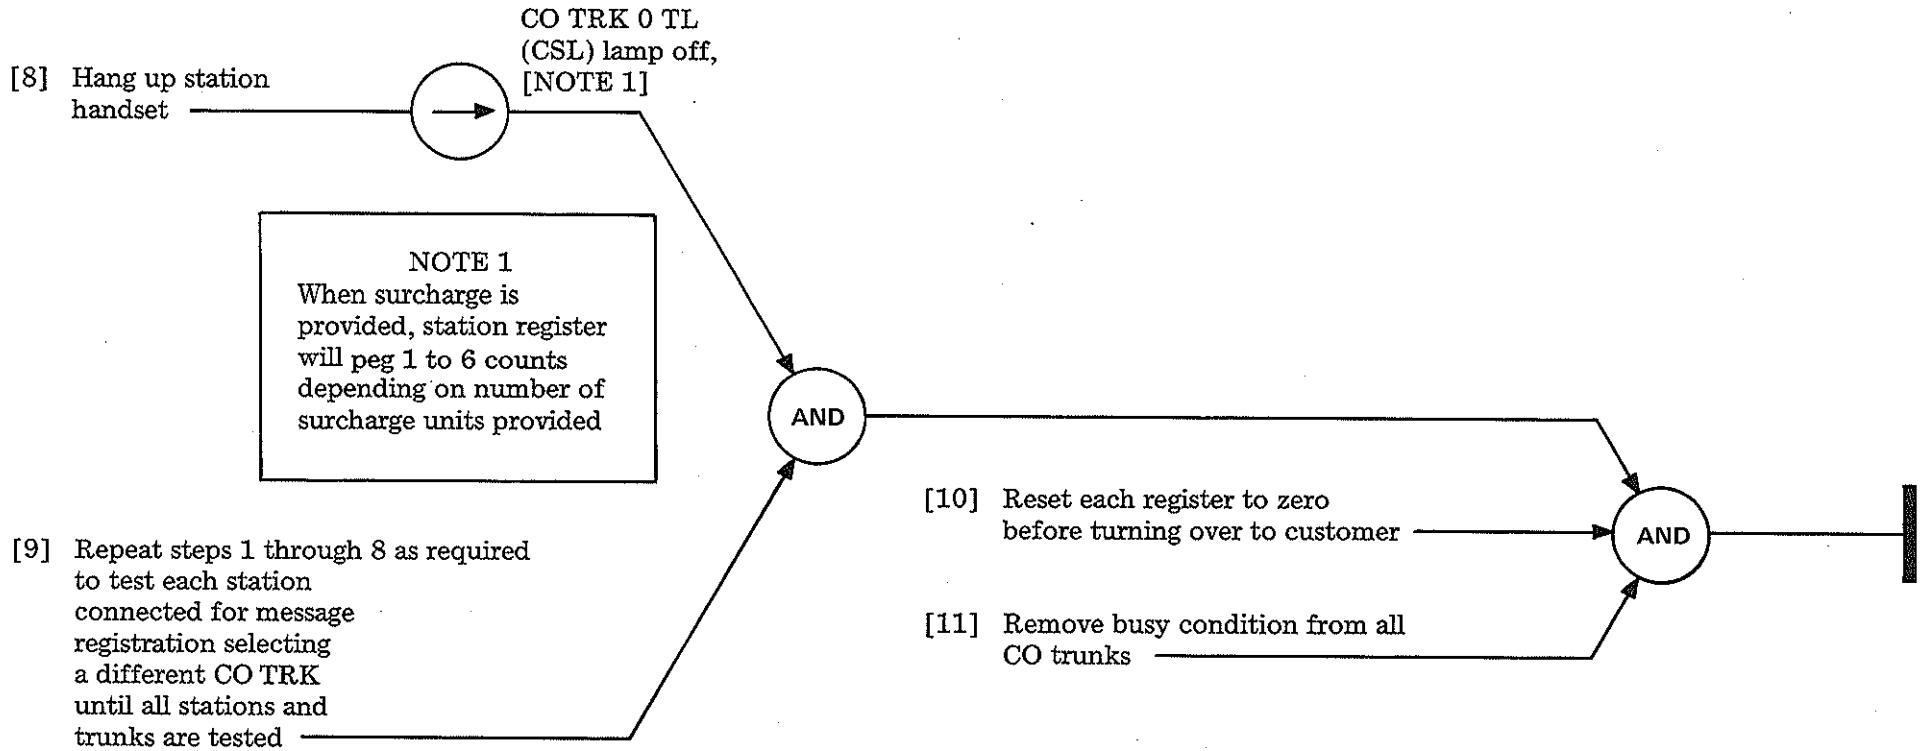 CO TRK 0 TL
(CSL) lamp off,
[NOTE 1]
[8] Hang up station
handset
NOTE 1
When surcharge is
provided, station register
will peg 1 to 6 counts
depending on number of
surcharge units provided
AND
[9] Repeat steps 1 through 8 as required
to test each station
connected for message
registration selecting
a different CO TRK
until all stations and
trunks are tested
[10] Reset each register to zero
before turning over to customer
AND
[11] Remove busy condition from all
CO trunks